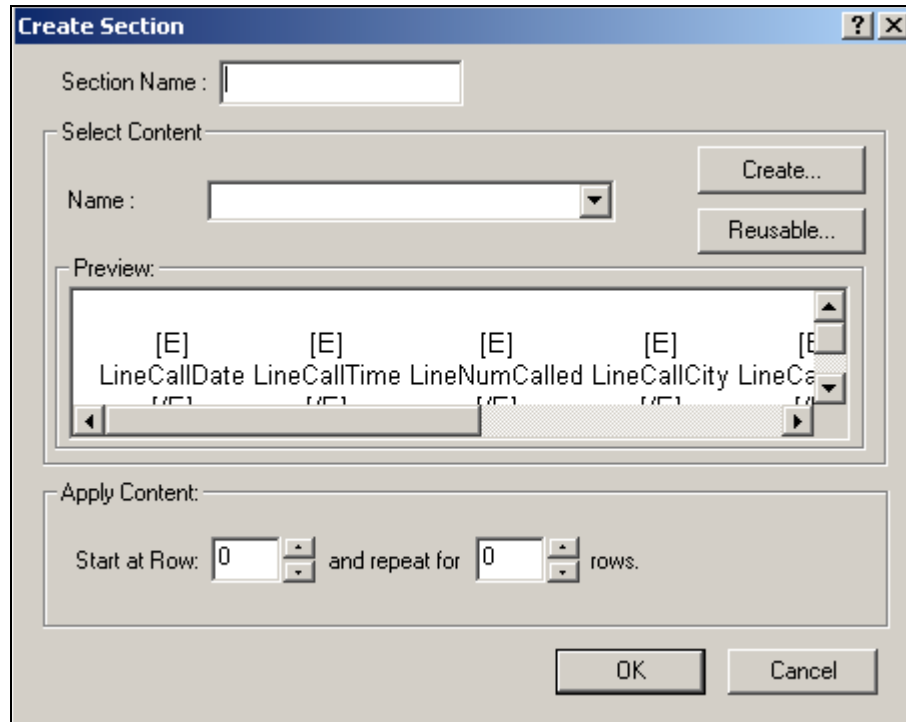 Create Section
Section Name :
Select Content
Create...
Name :
Reusable...
Preview:
[E] [E] [E] [E]
LineCallDate LineCallTime LineNumCalled LineCallCity
[/E] [/E] [/E] [/E]
Apply Content:
Start at Row: 0 and repeat for 0 rows.
OK Cancel